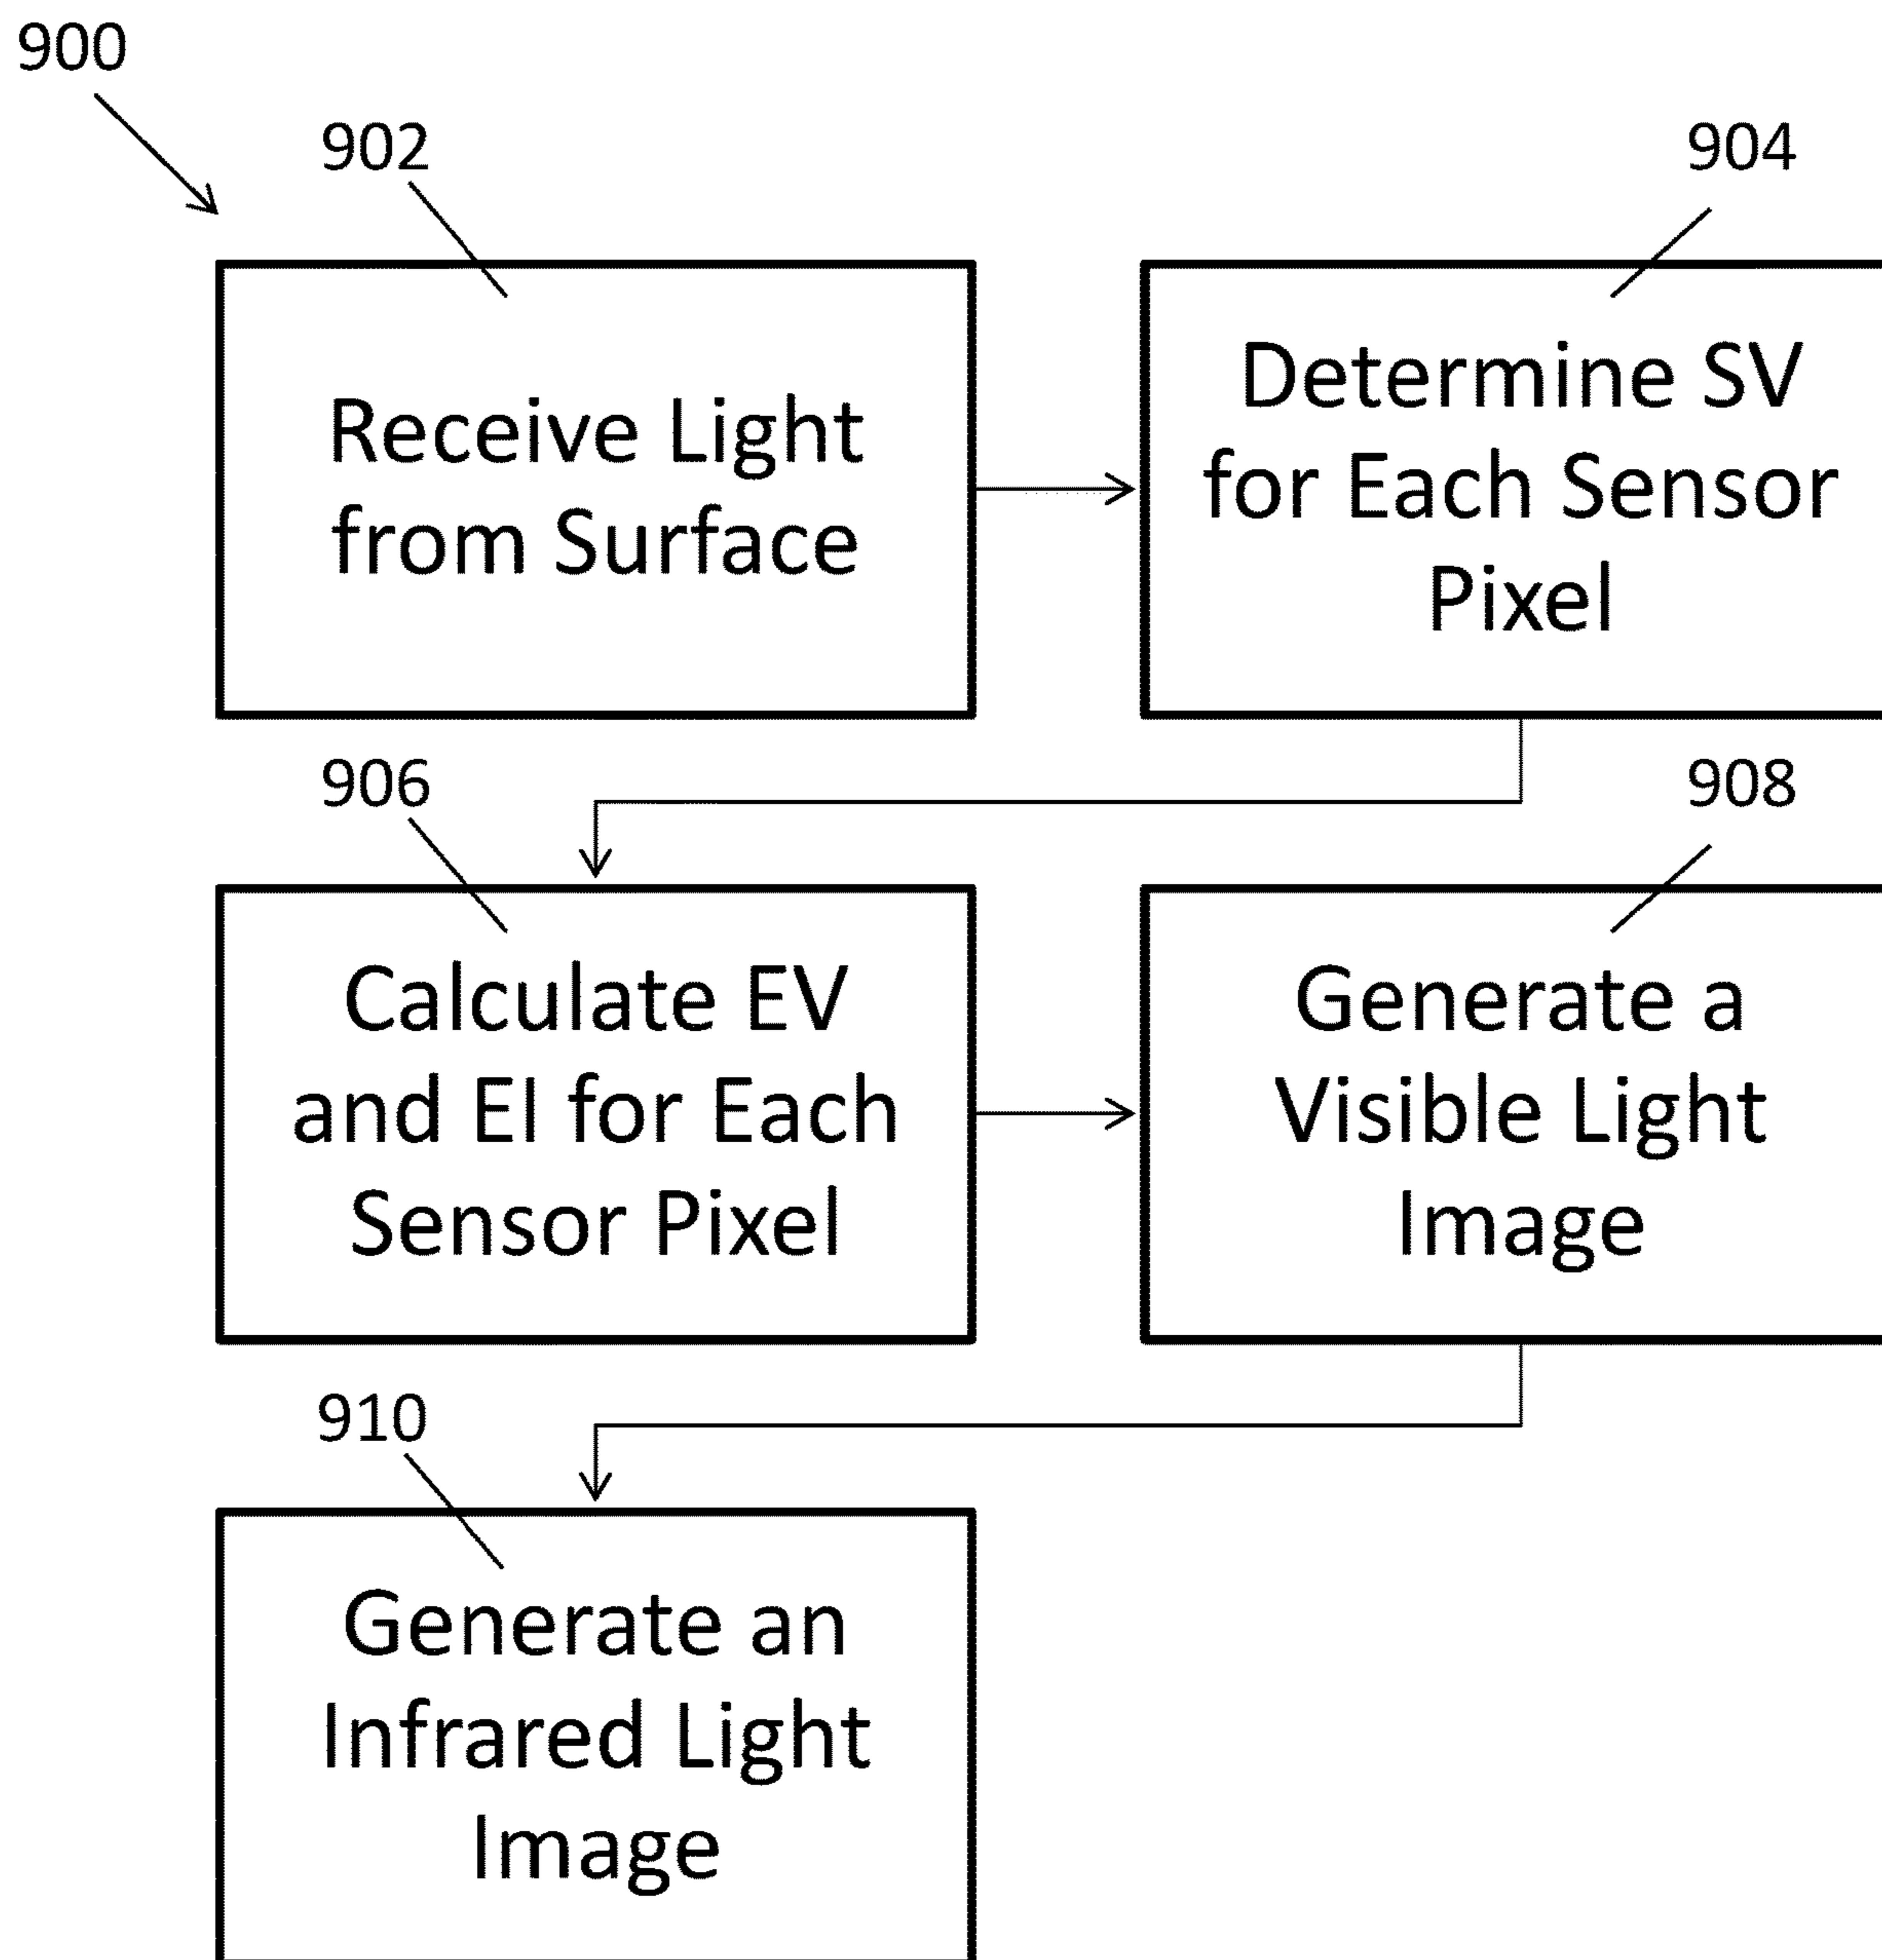 900
902
904
Receive Light
from Surface
Determine SV
for Each Sensor
Pixel
906
908
Calculate EV
and EI for Each
Sensor Pixel
Generate a
Visible Light
Image
910
Generate an
Infrared Light
Image